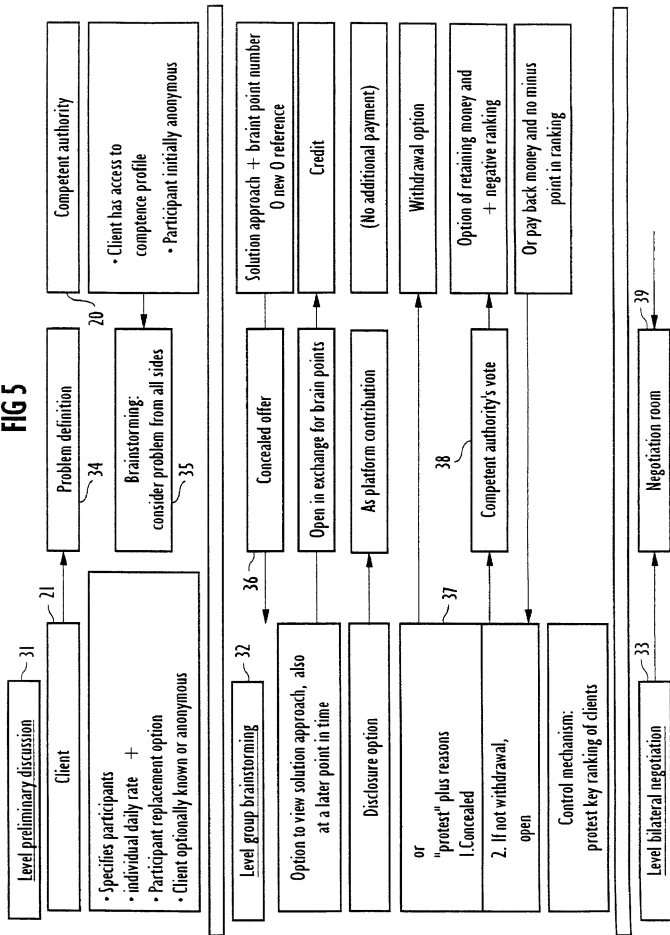 FIG 5
Level preliminary discussion
31
Client
21
Problem definition
34
Competent authority
20
• Specifies participants
• individual daily rate +
• Participant replacement option
• Client optionally known or anonymous
Brainstorming:
consider problem from all sides
35
• Client has access to
comptence profile
• Participant initially anonymous
Level group brainstorming
32
36
Concealed offer
Solution approach + braint point number
0 new 0 reference
Option to view solution approach, also
at a later point in time
Open in exchange for brain points
Credit
Disclosure option
As platform contribution
(No additional payment)
or
"protest" plus reasons
1.Concealed
37
Withdrawal option
2. If not withdrawal,
open
38
Competent authority's vote
Option of retaining money and
+ negative ranking
Or pay back money and no minus
point in ranking
Control mechanism:
protest key ranking of clients
Level bilateral negotiation
33
Negotiation room
39